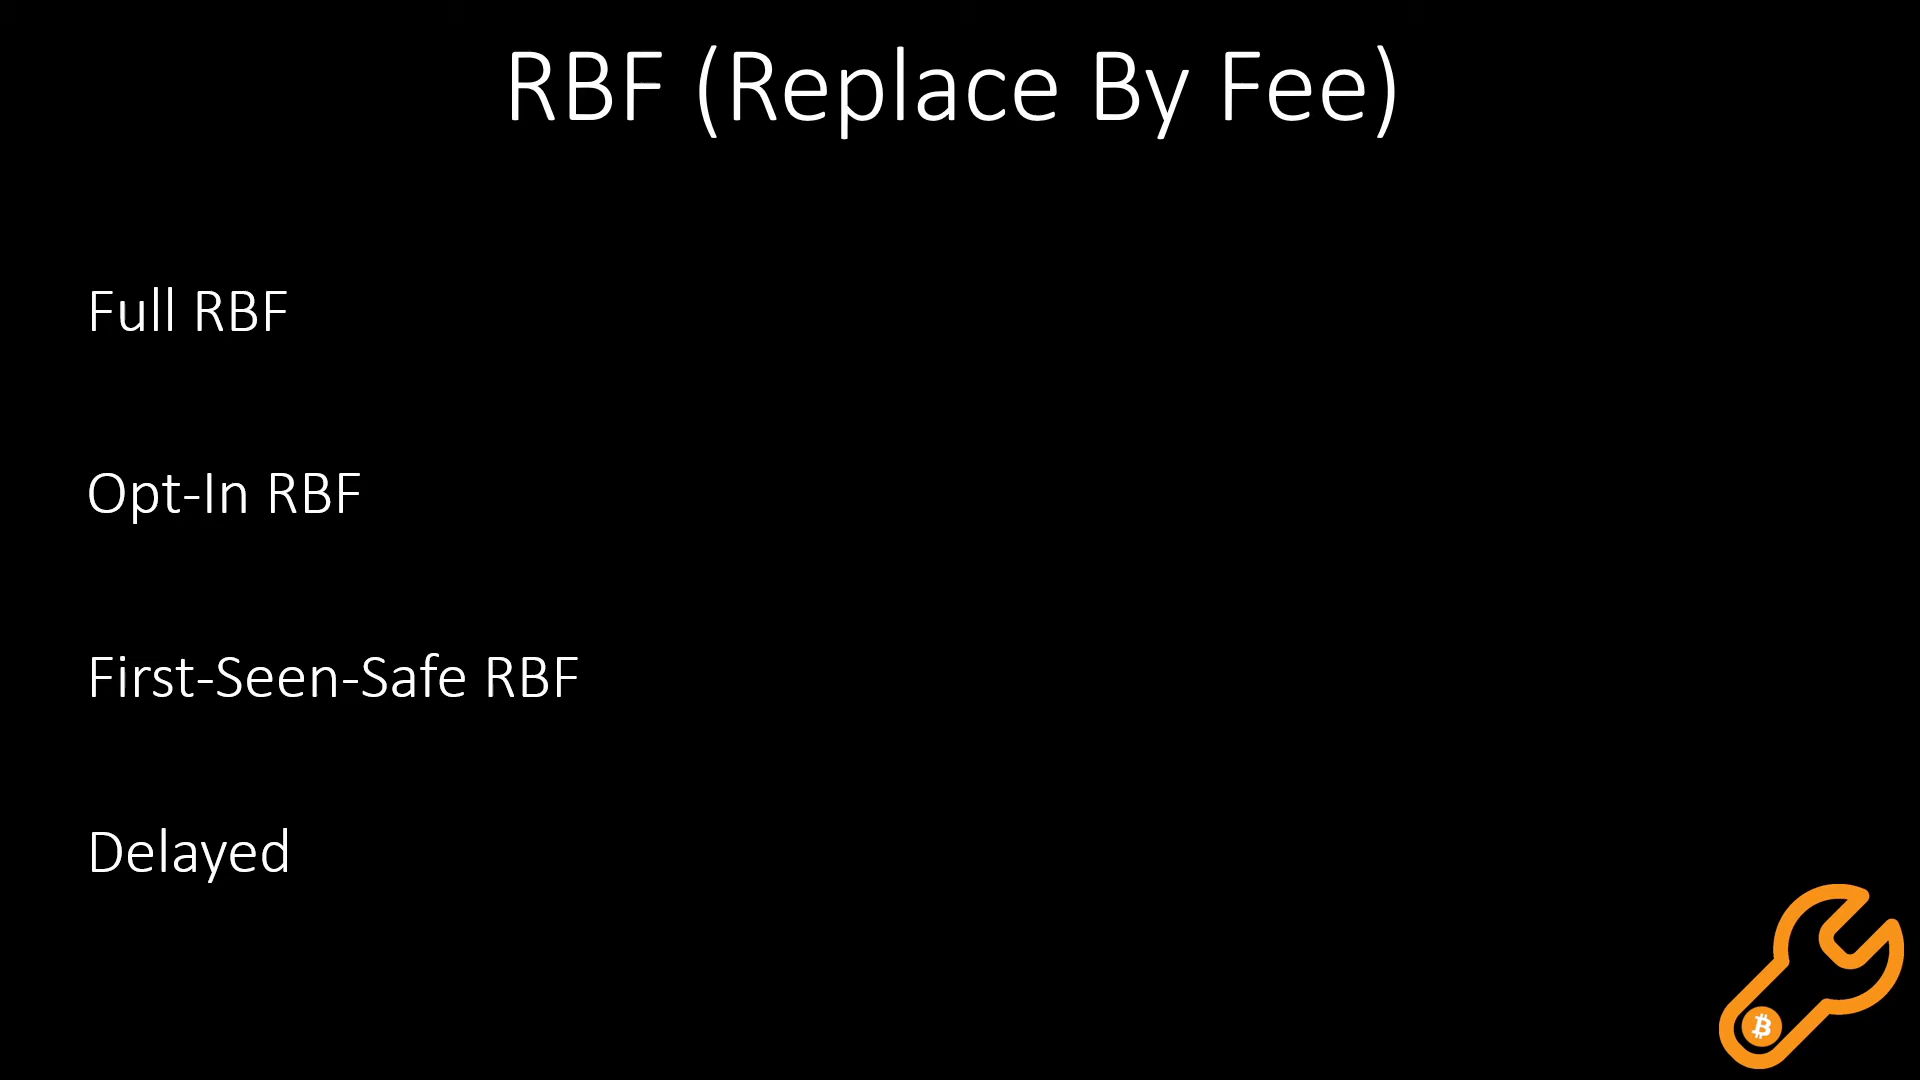 RBF (Replace By Fee)
Full RBF
Opt-In RBF
First-Seen-Safe RBF
Delayed